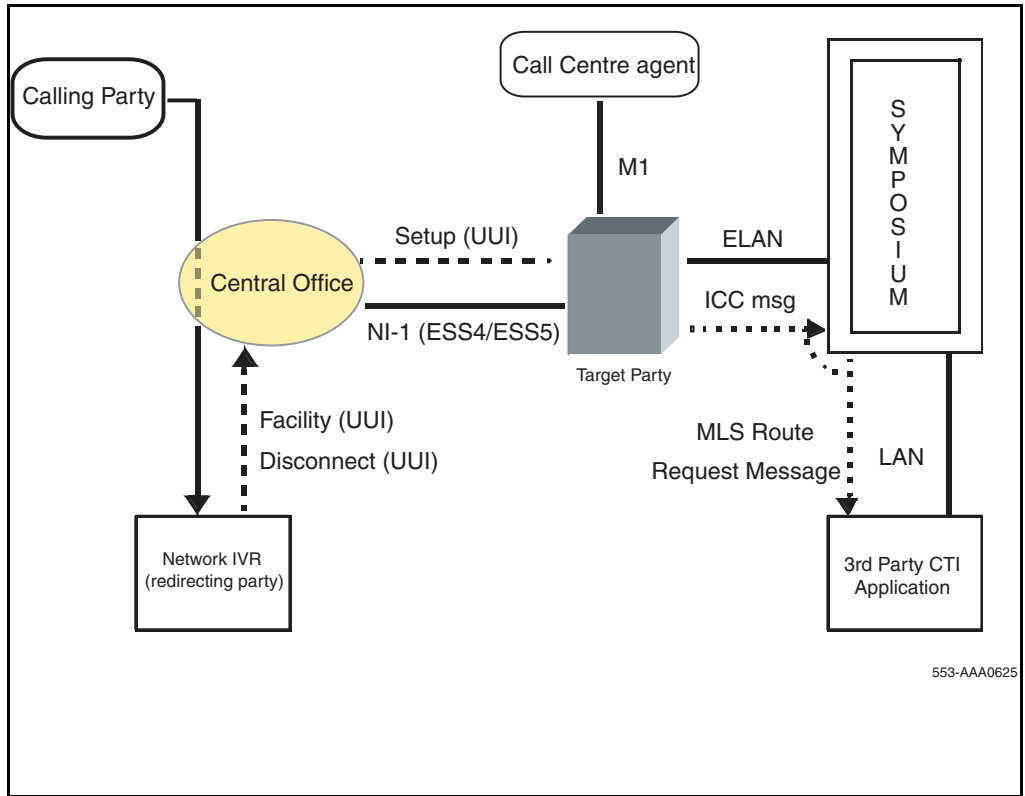 Calling Party
Call Centre agent
SYMPOSIUM
M1
Setup (UUI)
ELAN
Central Office
ICC msg
NI-1 (ESS4/ESS5)
Target Party
Facility (UUI)
Disconnect (UUI)
MLS Route
Request Message
LAN
Network IVR
(redirecting party)
3rd Party CTI
Application
553-AAA0625